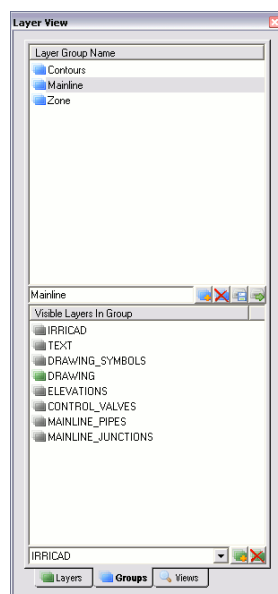 Layer View
Layer Group Name
Contours
Mainline
Zone
Mainline
Visible Layers In Group
IRRICAD
TEXT
DRAWING_SYMBOLS
DRAWING
ELEVATIONS
CONTROL_VALVES
MAINLINE_PIPES
MAINLINE_JUNCTIONS
IRRICAD
Layers Groups Views